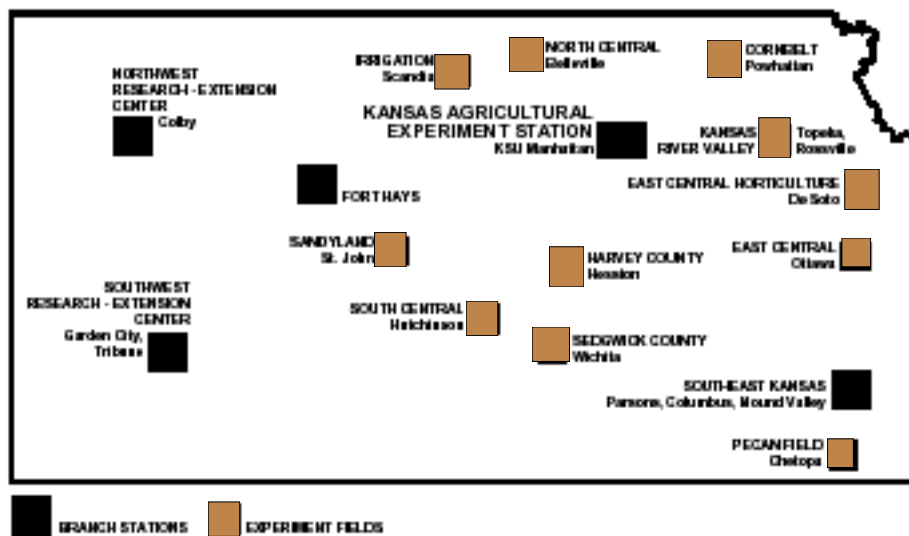 IRRIGATION
Scandia
NORTH CENTRAL
Belleville
CORNBELT
Powhattan
NORTHWEST
RESEARCH - EXTENSION
CENTER
Colby
KANSAS AGRICULTURAL
EXPERIMENT STATION
KSU Manhattan
KANSAS
RIVER VALLEY
Topeka,
Rossville
FORT HAYS
EAST CENTRAL HORTICULTURE
De Soto
SANDYLAND
St. John
HARVEY COUNTY
Hesston
EAST CENTRAL
Ottawa
SOUTHWEST
RESEARCH - EXTENSION
CENTER
Garden City,
Tribune
SOUTH CENTRAL
Hutchinson
SEDGWICK COUNTY
Wichita
SOUTHEAST KANSAS
Parsons, Columbus, Mound Valley
PECAN FIELD
Chetopa
BRANCH STATIONS
EXPERIMENT FIELDS